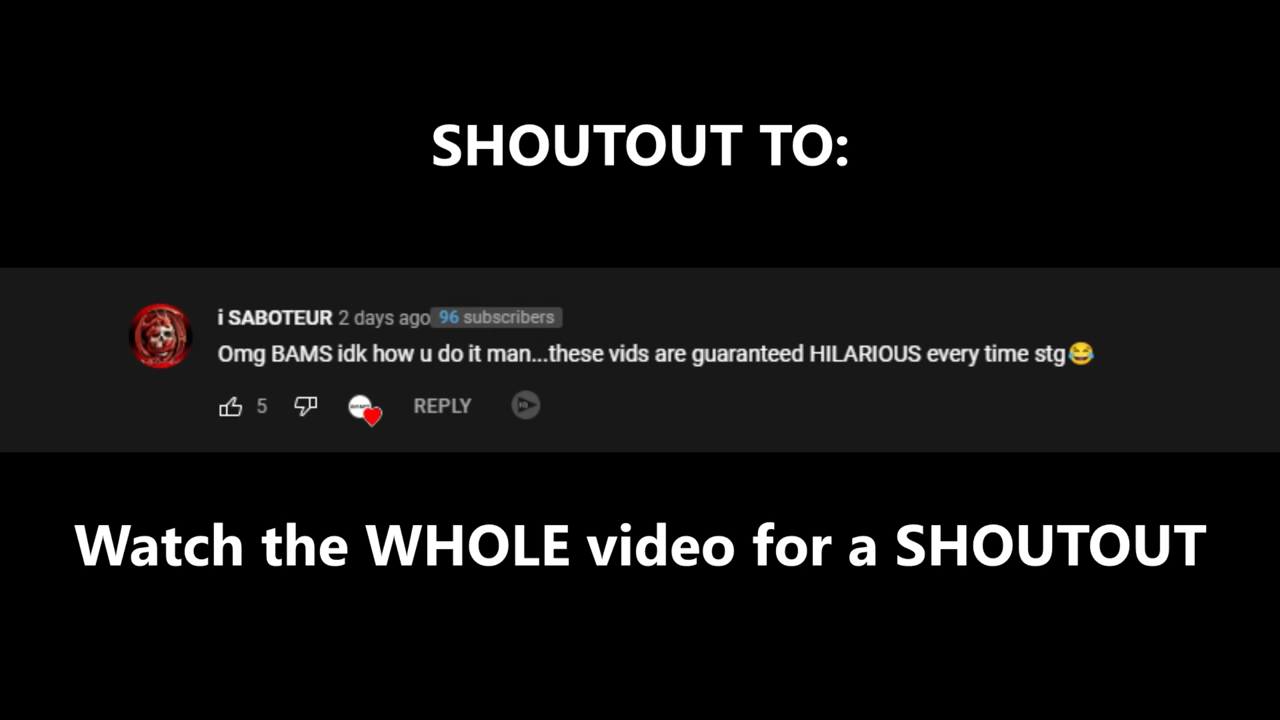 SHOUTOUT TO:
i SABOTEUR 2 days ago 96 subscribers
Omg BAMS idk how u do it man...these vids are guaranteed HILARIOUS every time stg😂
5 REPLY
Watch the WHOLE video for a SHOUTOUT